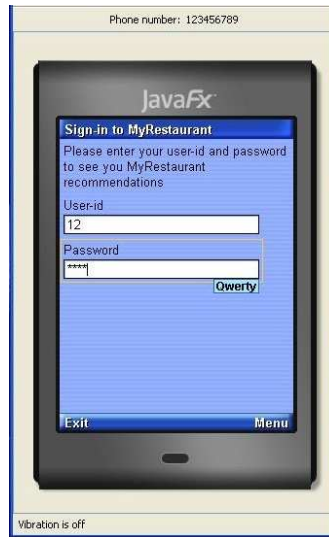 Phone number: 123456789
JavaFX
Sign-in to MyRestaurant
Please enter your user-id and password
to see you MyRestaurant
recommendations
User-id
12
Password
****
Qwerty
Exit Menu
Vibration is off